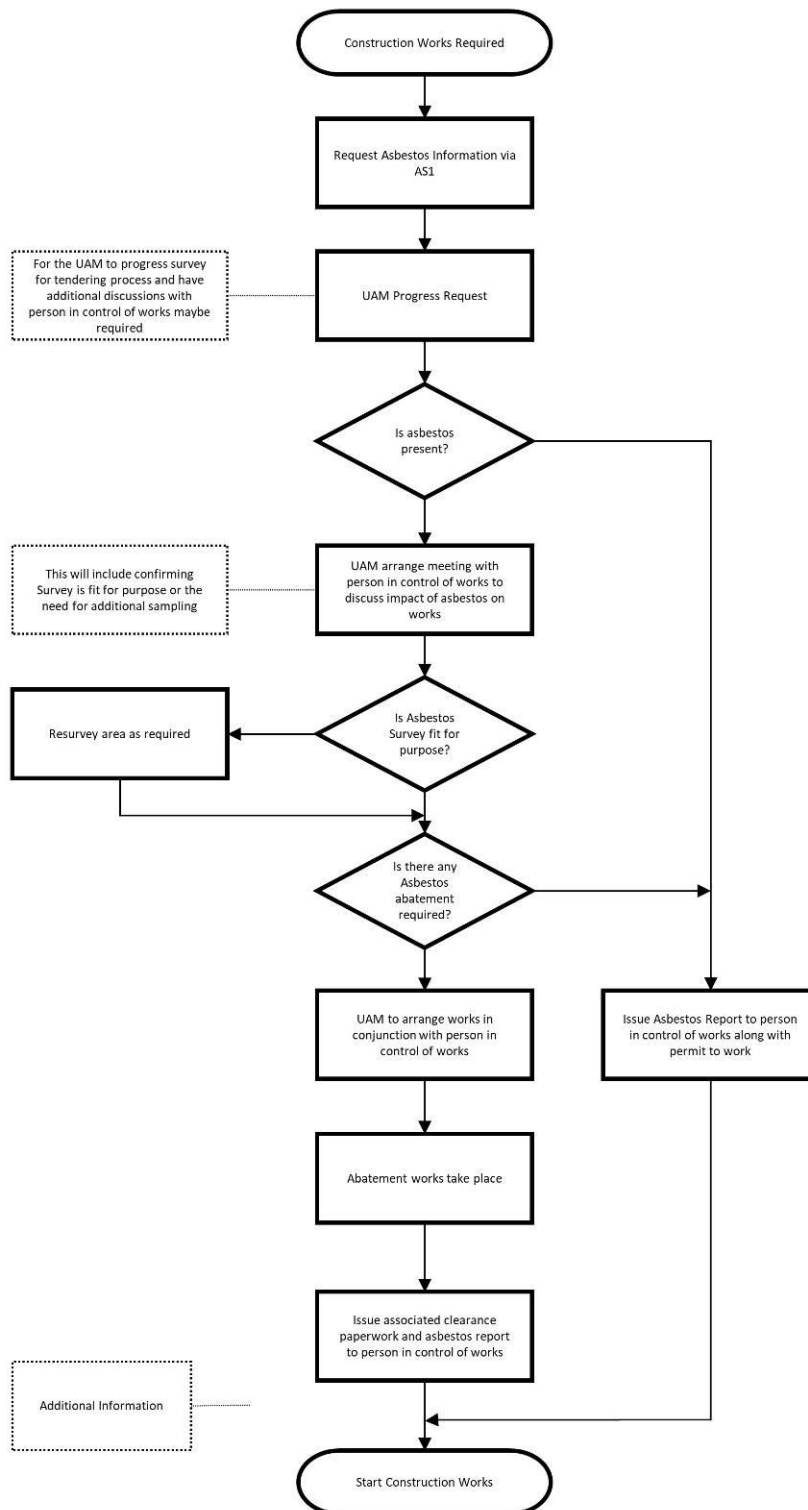 Construction Works Required
Request Asbestos Information via
AS1
For the UAM to progress survey
for tendering process and have
additional discussions with
person in control of works maybe
required
UAM Progress Request
Is asbestos
present?
This will include confirming
Survey is fit for purpose or the
need for additional sampling
UAM arrange meeting with
person in control of works to
discuss impact of asbestos on
works
Resurvey area as required
Is Asbestos
Survey fit for
purpose?
Is there any
Asbestos
abatement
required?
UAM to arrange works in
conjunction with person in
control of works
Issue Asbestos Report to person
in control of works along with
permit to work
Abatement works take place
Issue associated clearance
paperwork and asbestos report
to person in control of works
Additional Information
Start Construction Works